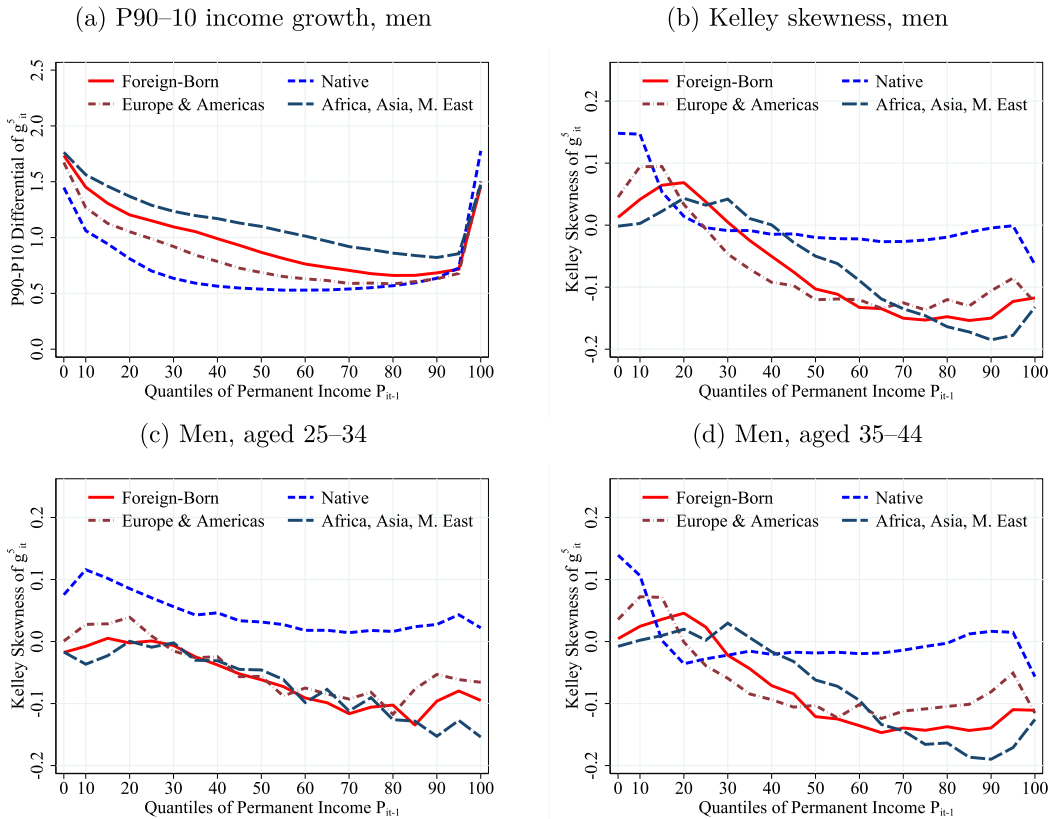 (a) P90–10 income growth, men
P90-P10 Differential of g⁵ᵢₜ
2.5
2.0
1.5
1.0
0.5
0.0
Foreign-Born
Native
Europe & Americas
Africa, Asia, M. East
0 10 20 30 40 50 60 70 80 90 100
Quantiles of Permanent Income Pᵢₜ₋₁
(b) Kelley skewness, men
Kelley Skewness of g⁵ᵢₜ
0.2
0.1
0.0
-0.1
-0.2
Foreign-Born
Native
Europe & Americas
Africa, Asia, M. East
0 10 20 30 40 50 60 70 80 90 100
Quantiles of Permanent Income Pᵢₜ₋₁
(c) Men, aged 25–34
Kelley Skewness of g⁵ᵢₜ
0.2
0.1
0.0
-0.1
-0.2
Foreign-Born
Native
Europe & Americas
Africa, Asia, M. East
0 10 20 30 40 50 60 70 80 90 100
Quantiles of Permanent Income Pᵢₜ₋₁
(d) Men, aged 35–44
Kelley Skewness of g⁵ᵢₜ
0.2
0.1
0.0
-0.1
-0.2
Foreign-Born
Native
Europe & Americas
Africa, Asia, M. East
0 10 20 30 40 50 60 70 80 90 100
Quantiles of Permanent Income Pᵢₜ₋₁